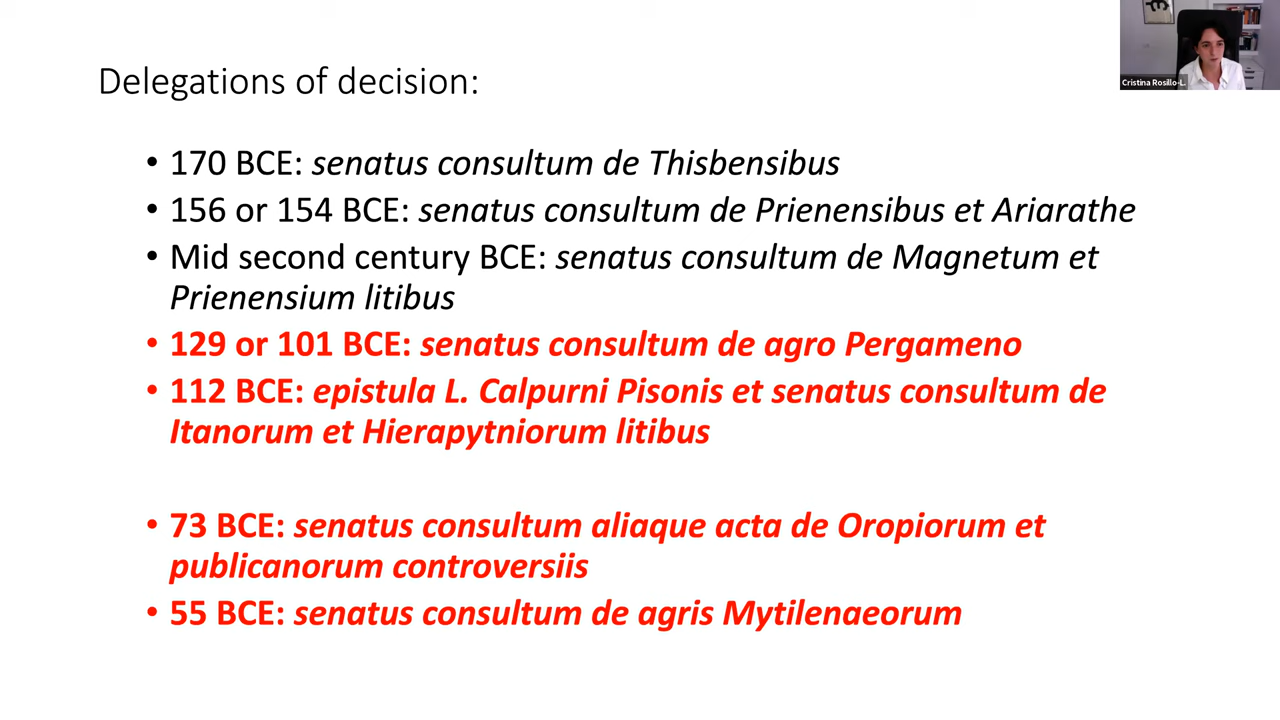 Cristina Rosillo-L.
Delegations of decision:
• 170 BCE: senatus consultum de Thisbensibus
• 156 or 154 BCE: senatus consultum de Prienensibus et Ariarathe
• Mid second century BCE: senatus consultum de Magnetum et
Prienensium litibus
• 129 or 101 BCE: senatus consultum de agro Pergameno
• 112 BCE: epistula L. Calpurni Pisonis et senatus consultum de
Itanorum et Hierapytniorum litibus
• 73 BCE: senatus consultum aliaque acta de Oropiorum et
publicanorum controversiis
• 55 BCE: senatus consultum de agris Mytilenaeorum